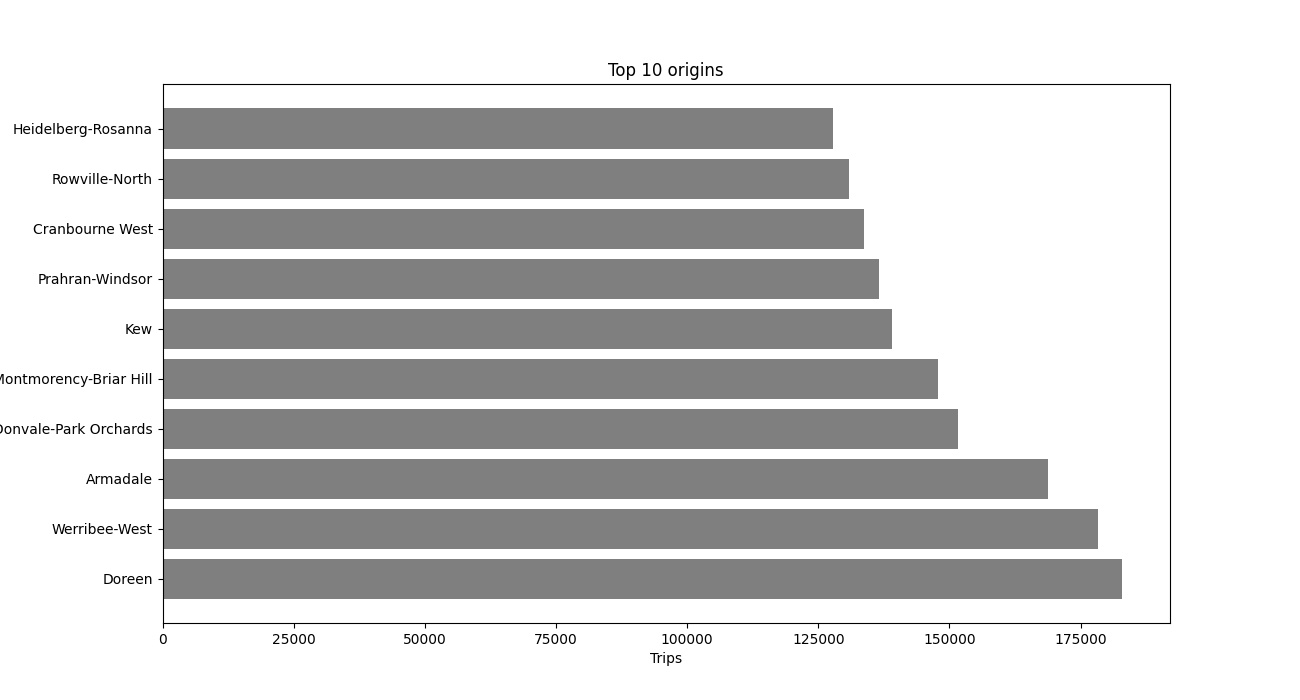 Top 10 origins
Heidelberg-Rosanna
Rowville-North
Cranbourne West
Prahran-Windsor
Kew
Montmorency-Briar Hill
Donvale-Park Orchards
Armadale
Werribee-West
Doreen
0 25000 50000 75000 100000 125000 150000 175000
Trips